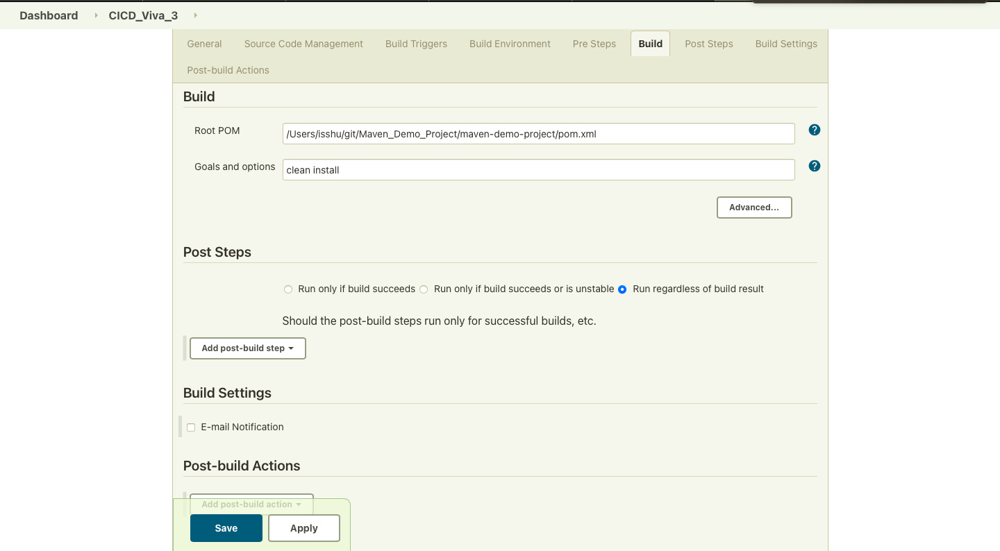 Dashboard CICD_Viva_3
General Source Code Management Build Triggers Build Environment Pre Steps Build Post Steps Build Settings
Post-build Actions
Build
Root POM /Users/isshu/git/Maven_Demo_Project/maven-demo-project/pom.xml ?
Goals and options clean install ?
Advanced...
Post Steps
Run only if build succeeds Run only if build succeeds or is unstable Run regardless of build result
Should the post-build steps run only for successful builds, etc.
Add post-build step
Build Settings
E-mail Notification
Post-build Actions
Add post-build action
Save Apply